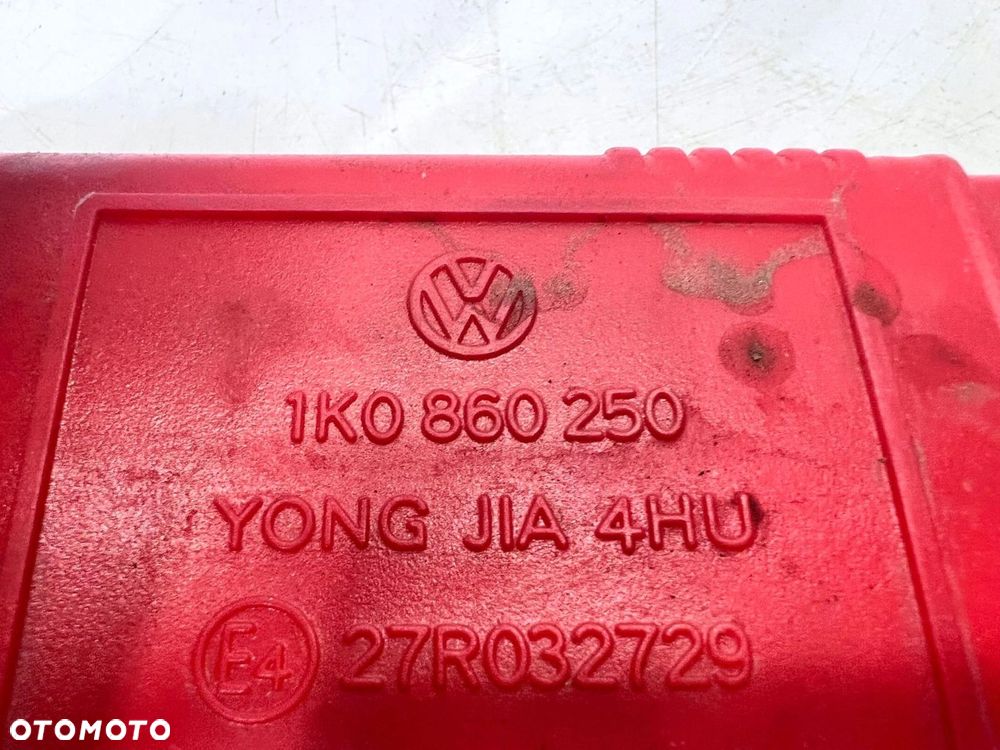 1K0 860 250
YONG JIA 4HU
E4 27R032729
OTOMOTO